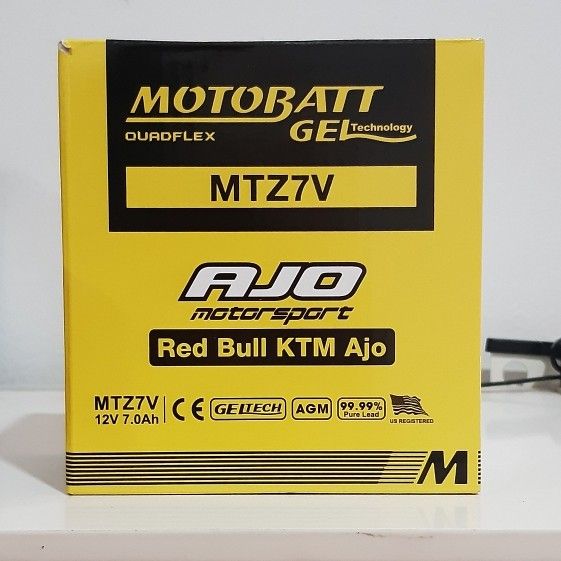 MOTOBATT
QUADFLEX GEL Technology
MTZ7V
AJO
motorsport
Red Bull KTM Ajo
MTZ7V
12V 7.0Ah
CE GELTECH AGM 99.99%
Pure Lead
US REGISTERED
M